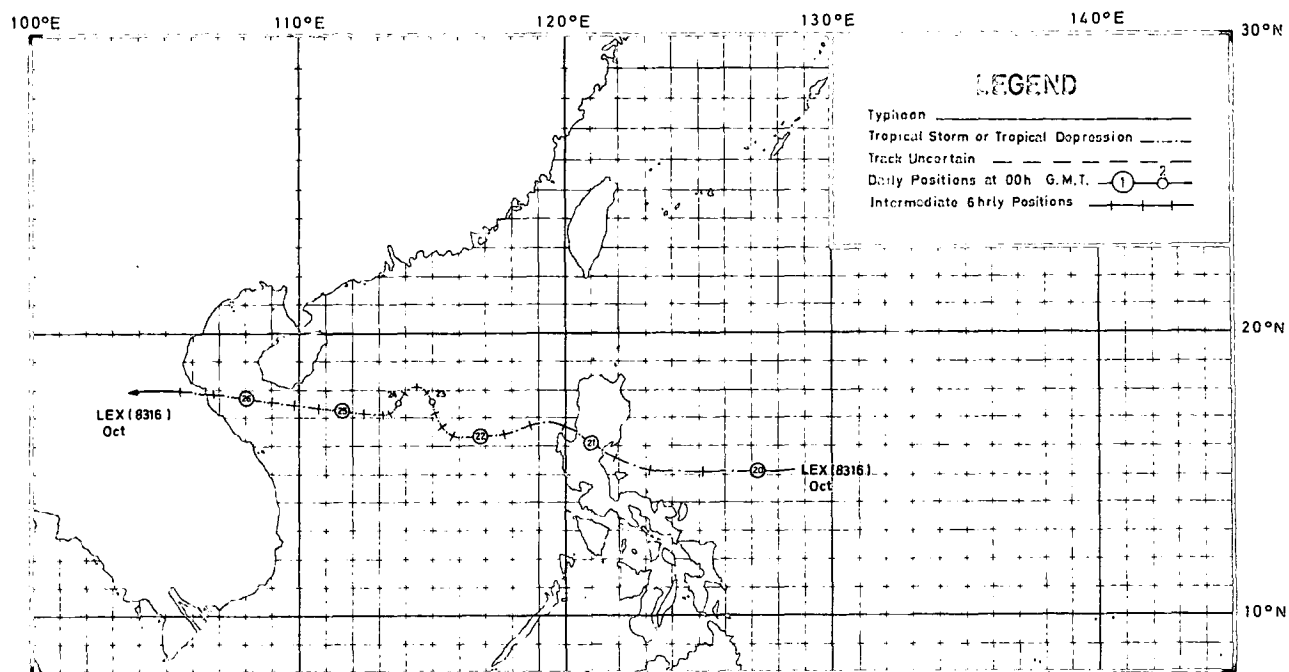 100°E 110°E 120°E 130°E 140°E
30°N
LEGEND
Typhoon
Tropical Storm or Tropical Depression
Track Uncertain
Daily Positions at 00h G.M.T. 1 2
Intermediate 6hrly Positions
20°N
26 25 24 23
LEX (8316)
Oct
22 21 20
LEX (8316)
Oct
10°N